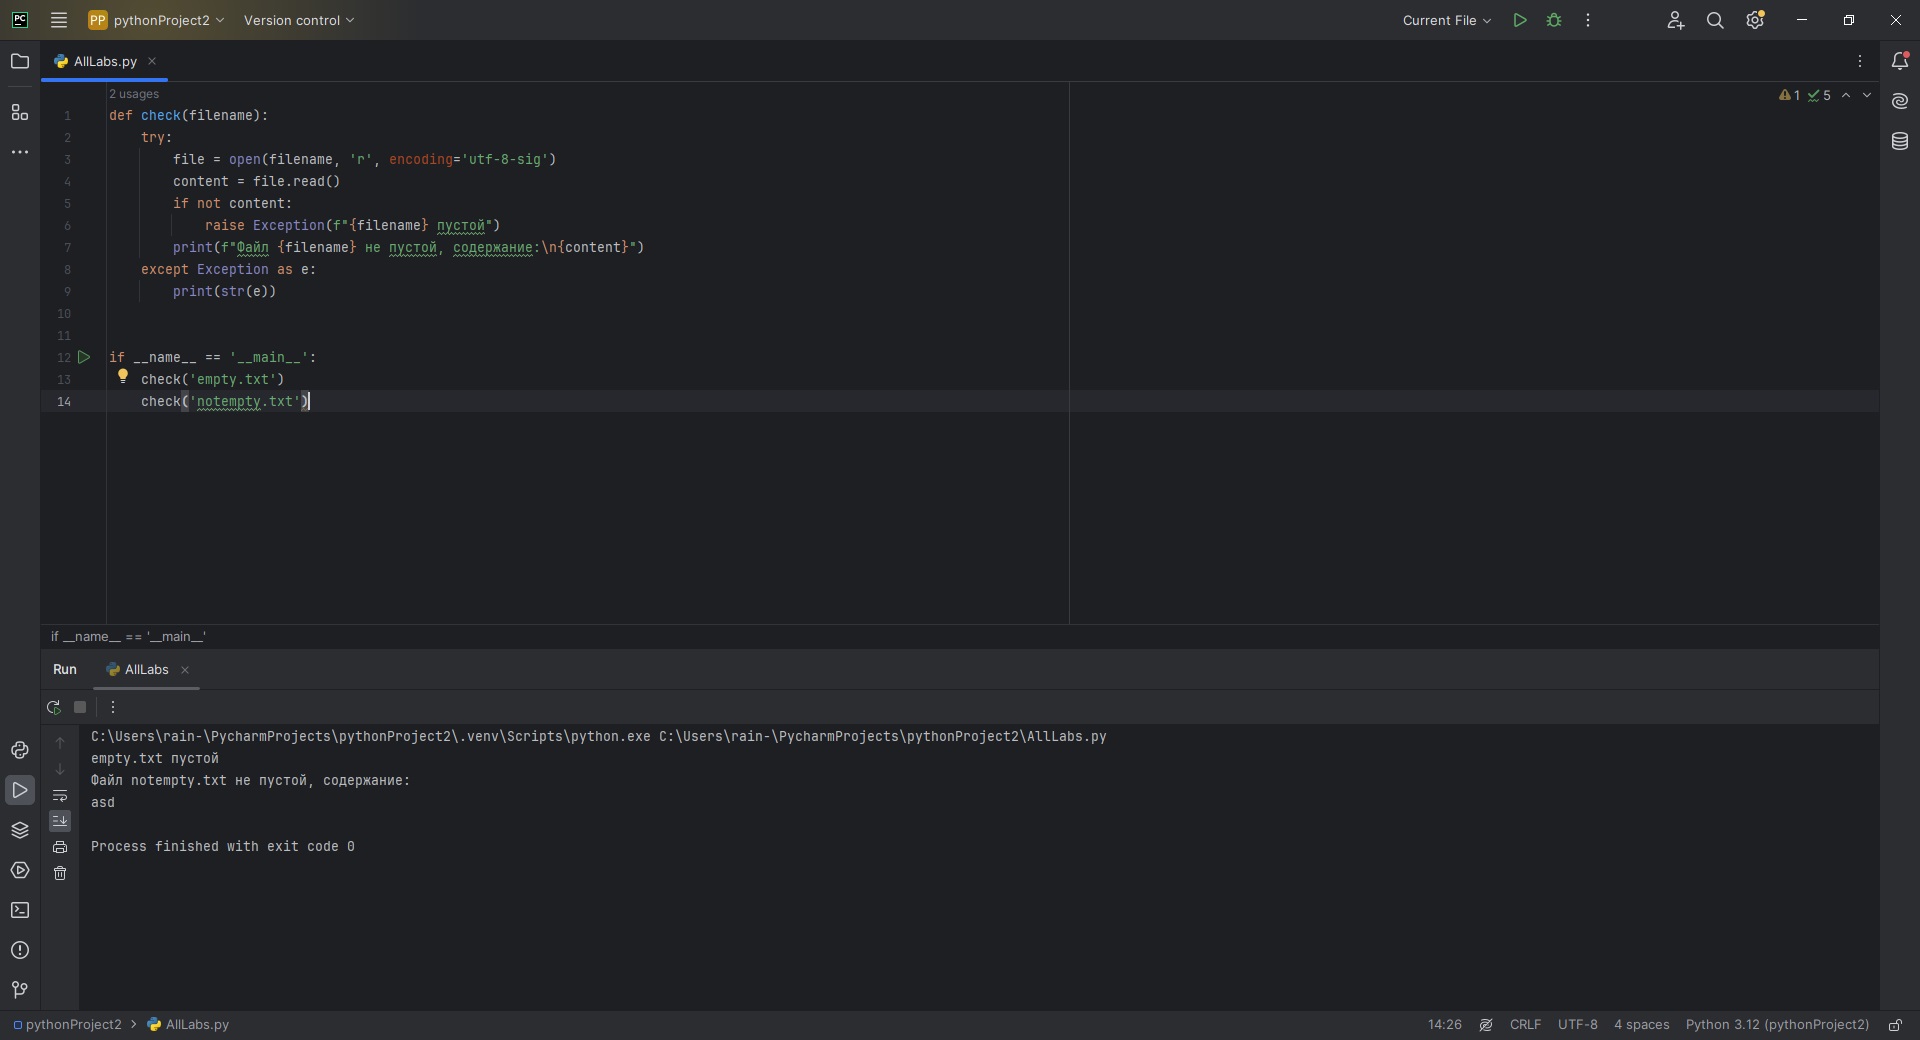 PC PP pythonProject2 Version control Current File
AllLabs.py
2 usages 1 5
1 def check(filename):
2 try:
3 file = open(filename, 'r', encoding='utf-8-sig')
4 content = file.read()
5 if not content:
6 raise Exception(f"{filename} пустой")
7 print(f"Файл {filename} не пустой, содержание:\n{content}")
8 except Exception as e:
9 print(str(e))
10
11
12 if __name__ == '__main__':
13 check('empty.txt')
14 check('notempty.txt')
if __name__ == '__main__'
Run AllLabs
C:\Users\rain-\PycharmProjects\pythonProject2\.venv\Scripts\python.exe C:\Users\rain-\PycharmProjects\pythonProject2\AllLabs.py
empty.txt пустой
Файл notempty.txt не пустой, содержание:
asd
Process finished with exit code 0
pythonProject2 AllLabs.py 14:26 CRLF UTF-8 4 spaces Python 3.12 (pythonProject2)